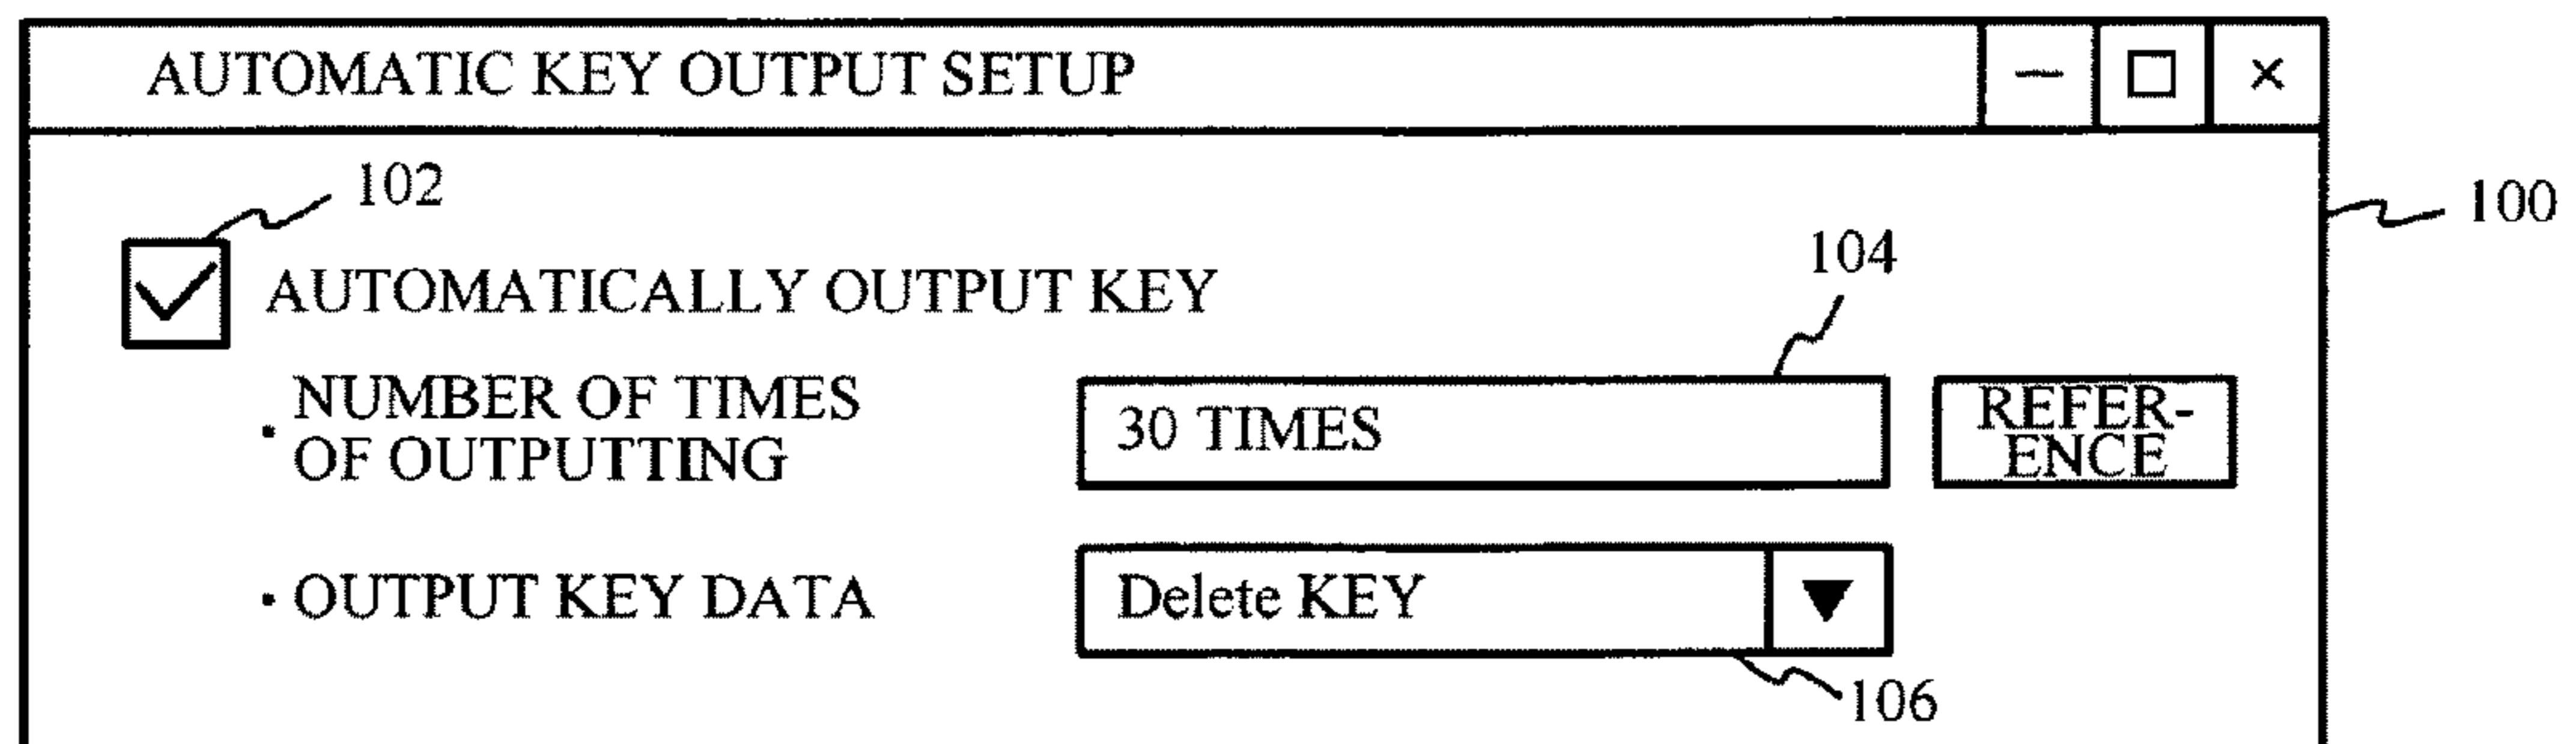 AUTOMATIC KEY OUTPUT SETUP
102
100
104
AUTOMATICALLY OUTPUT KEY
· NUMBER OF TIMES
OF OUTPUTTING
30 TIMES
REFER-
ENCE
· OUTPUT KEY DATA
Delete KEY
106